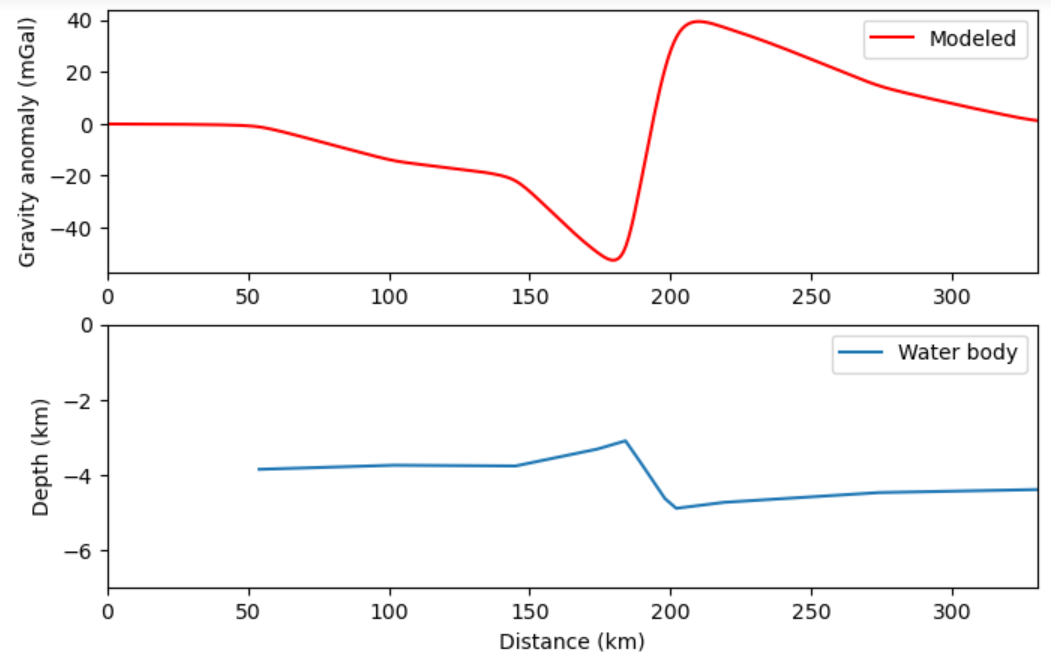 Gravity anomaly (mGal)
40
20
0
−20
−40
Modeled
0 50 100 150 200 250 300
Depth (km)
0
−2
−4
−6
Water body
0 50 100 150 200 250 300
Distance (km)